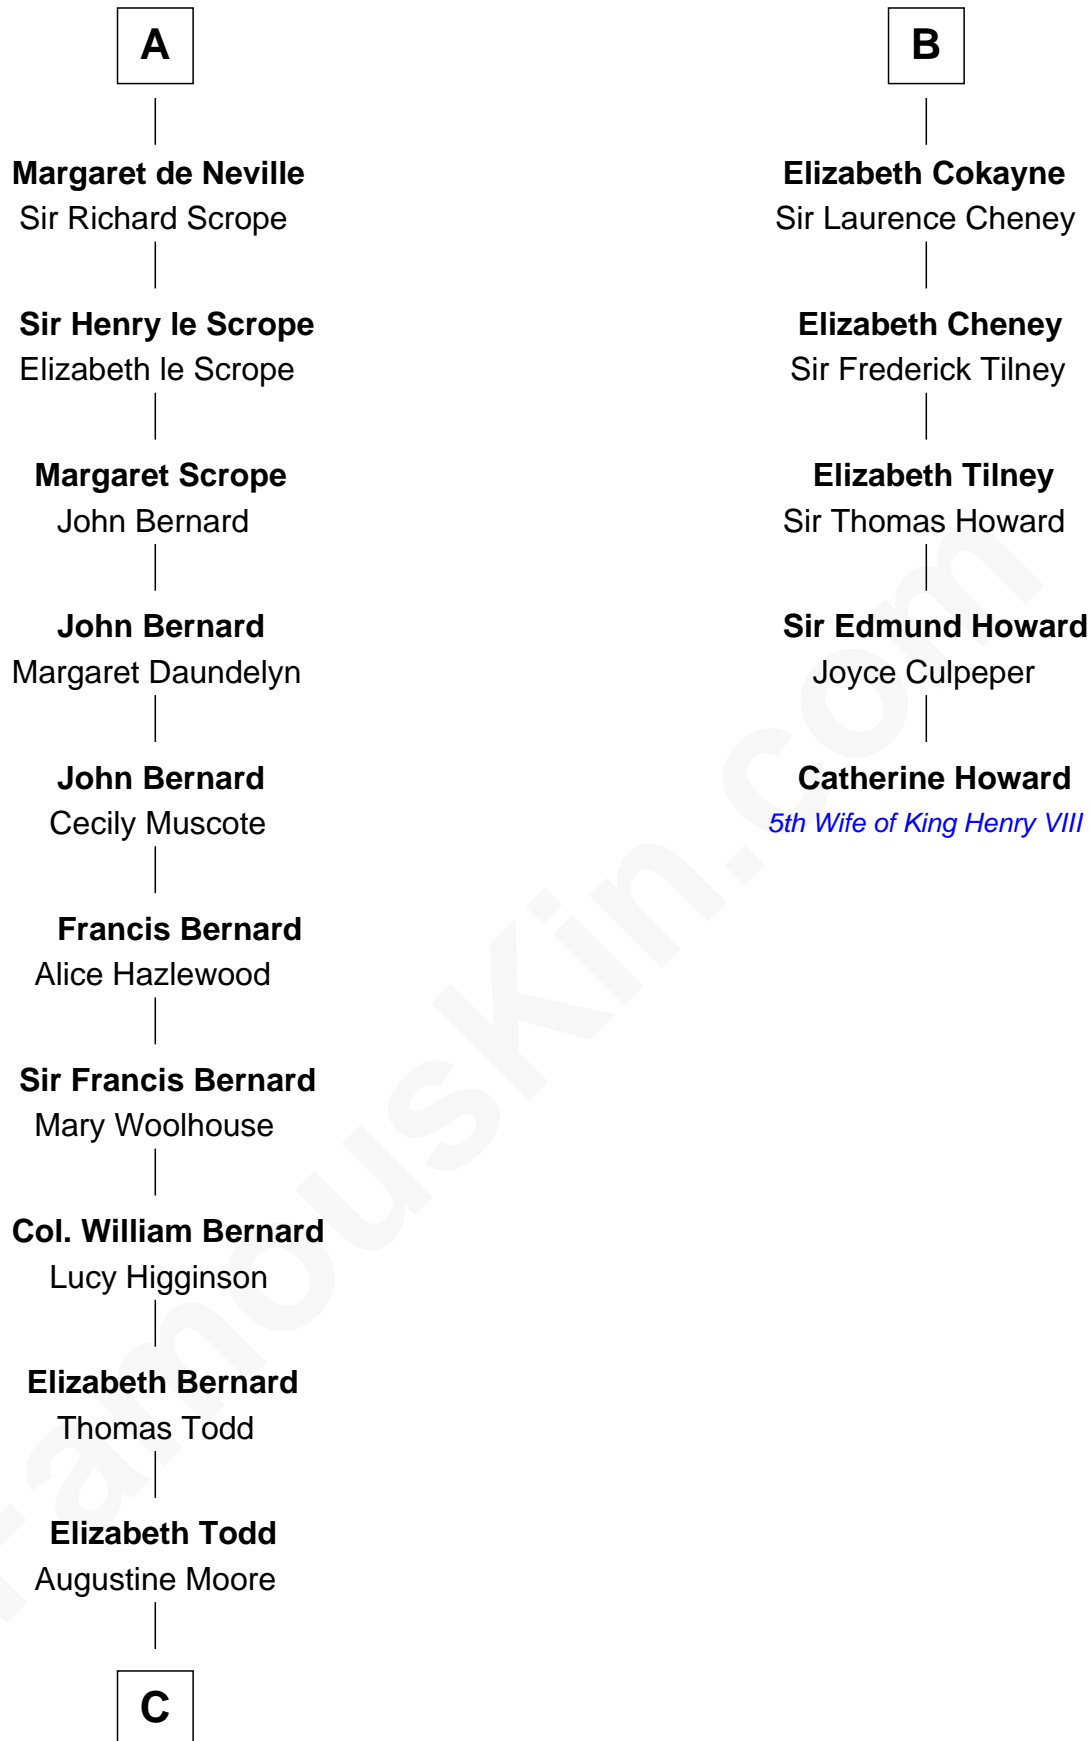 A
Margaret de Neville
Sir Richard Scrope
Sir Henry le Scrope
Elizabeth le Scrope
Margaret Scrope
John Bernard
John Bernard
Margaret Daundelyn
John Bernard
Cecily Muscote
Francis Bernard
Alice Hazlewood
Sir Francis Bernard
Mary Woolhouse
Col. William Bernard
Lucy Higginson
Elizabeth Bernard
Thomas Todd
Elizabeth Todd
Augustine Moore
C
B
Elizabeth Cokayne
Sir Laurence Cheney
Elizabeth Cheney
Sir Frederick Tilney
Elizabeth Tilney
Sir Thomas Howard
Sir Edmund Howard
Joyce Culpeper
Catherine Howard
5th Wife of King Henry VIII
FamousKin.com